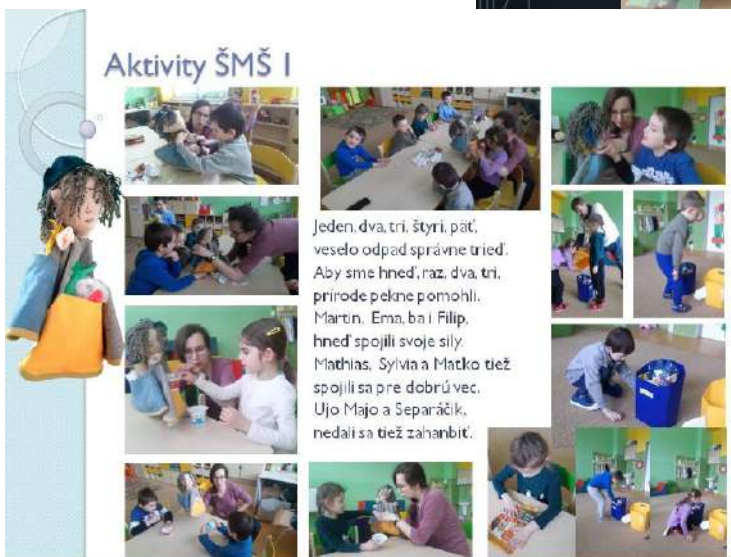 Aktivity ŠMŠ I
Jeden, dva, tri, štyri, päť,
veselo odpad správne trieď.
Aby sme hneď, raz, dva, tri,
prírode pekne pomohli.
Martin, Ema, ba i Filip,
hneď spojili svoje sily.
Mathias, Sylvia a Maťko tiež
spojili sa pre dobrú vec.
Ujo Majo a Separáčik,
nedali sa tiež zahanbiť.